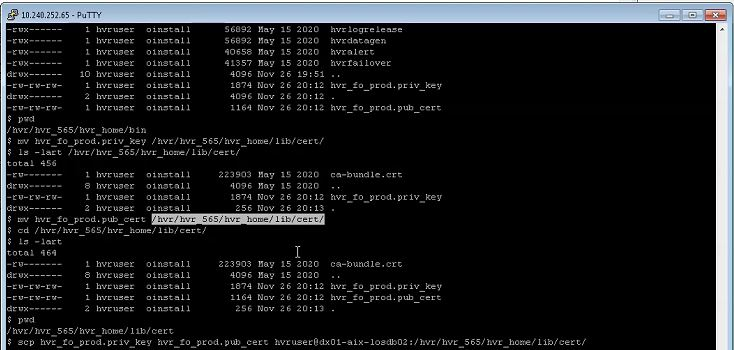 10.240.252.65 - PuTTY
-rwx------ 1 hvruser oinstall 56892 May 15 2020 hvrlogrelease
-rwx------ 1 hvruser oinstall 56892 May 15 2020 hvrdatagen
-rwx------ 1 hvruser oinstall 40658 May 15 2020 hvralert
-rwx------ 1 hvruser oinstall 41357 May 15 2020 hvrfailover
drwx------ 10 hvruser oinstall 4096 Nov 26 19:51 ..
-rw-rw-rw- 1 hvruser oinstall 1874 Nov 26 20:12 hvr_fo_prod.priv_key
drwx------ 2 hvruser oinstall 4096 Nov 26 20:12 .
-rw-rw-rw- 1 hvruser oinstall 1164 Nov 26 20:12 hvr_fo_prod.pub_cert
$ pwd
/hvr/hvr_565/hvr_home/bin
$ mv hvr_fo_prod.priv_key /hvr/hvr_565/hvr_home/lib/cert/
$ ls -lart /hvr/hvr_565/hvr_home/lib/cert/
total 456
-rw------- 1 hvruser oinstall 223903 May 15 2020 ca-bundle.crt
drwx------ 8 hvruser oinstall 4096 May 15 2020 ..
-rw-rw-rw- 1 hvruser oinstall 1874 Nov 26 20:12 hvr_fo_prod.priv_key
drwx------ 2 hvruser oinstall 256 Nov 26 20:13 .
$ mv hvr_fo_prod.pub_cert /hvr/hvr_565/hvr_home/lib/cert/
$ cd /hvr/hvr_565/hvr_home/lib/cert/
$ ls -lart
total 464
-rw------- 1 hvruser oinstall 223903 May 15 2020 ca-bundle.crt
drwx------ 8 hvruser oinstall 4096 May 15 2020 ..
-rw-rw-rw- 1 hvruser oinstall 1874 Nov 26 20:12 hvr_fo_prod.priv_key
-rw-rw-rw- 1 hvruser oinstall 1164 Nov 26 20:12 hvr_fo_prod.pub_cert
drwx------ 2 hvruser oinstall 256 Nov 26 20:13 .
$ pwd
/hvr/hvr_565/hvr_home/lib/cert
$ scp hvr_fo_prod.priv_key hvr_fo_prod.pub_cert hvruser@dx01-aix-losdb02:/hvr/hvr_565/hvr_home/lib/cert/